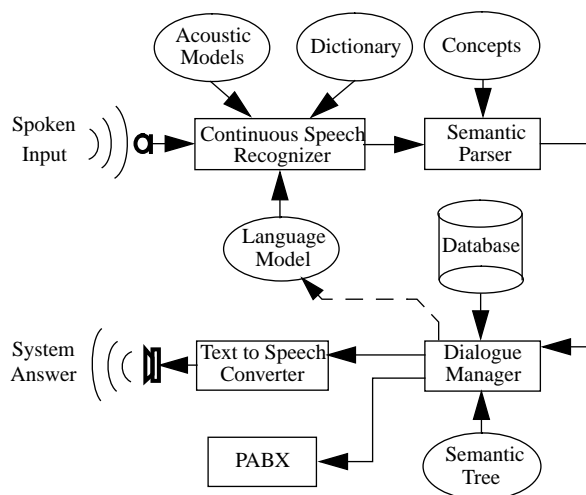 Acoustic
Models
Dictionary
Concepts
Spoken
Input
Continuous Speech
Recognizer
Semantic
Parser
Language
Model
Database
System
Answer
Text to Speech
Converter
Dialogue
Manager
PABX
Semantic
Tree